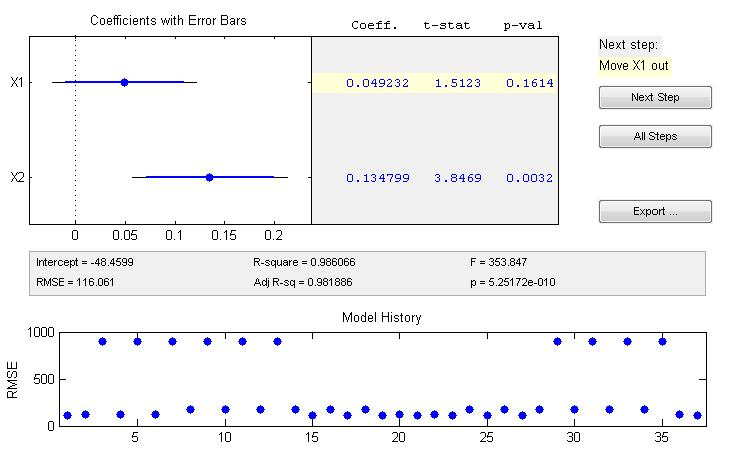 Coefficients with Error Bars
Coeff. t-stat p-val
X1 0.049232 1.5123 0.1614
X2 0.134799 3.8469 0.0032
0 0.05 0.1 0.15 0.2
Next step:
Move X1 out
Next Step
All Steps
Export ...
Intercept = -48.4599 R-square = 0.986066 F = 353.847
RMSE = 116.061 Adj R-sq = 0.981886 p = 5.25172e-010
Model History
1000
500
0
RMSE
5 10 15 20 25 30 35